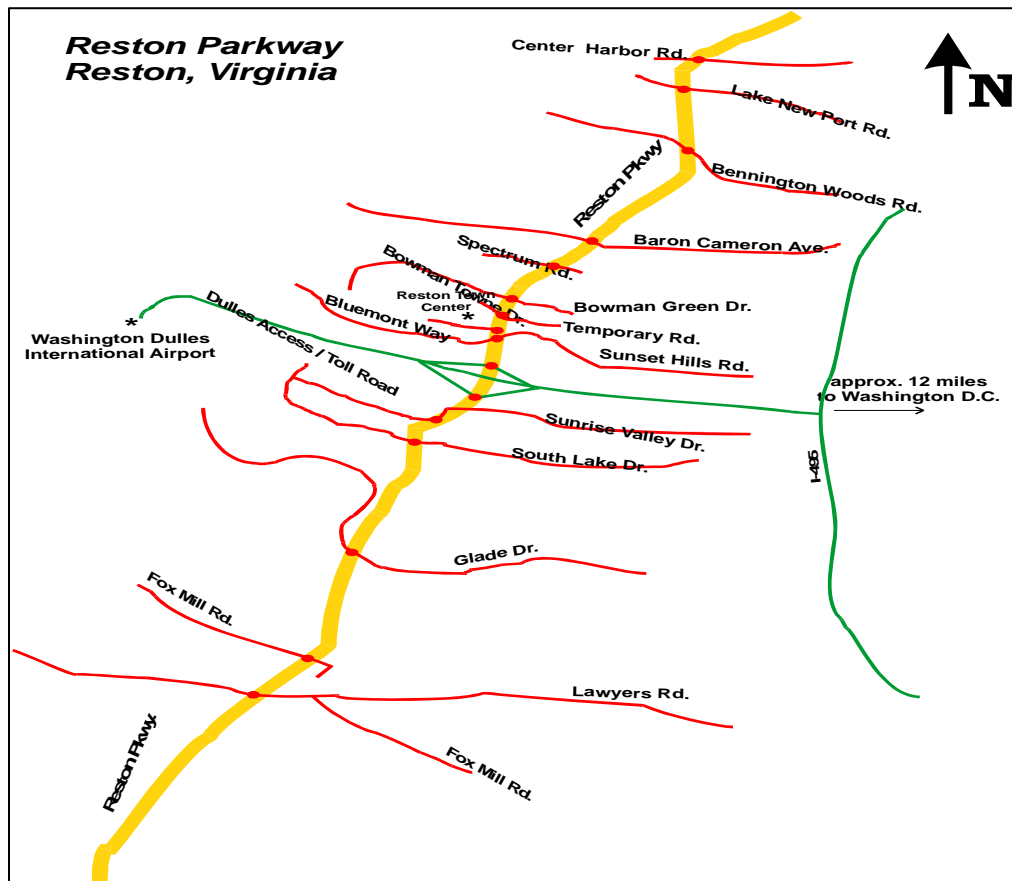 Reston Parkway
Reston, Virginia
N
Center Harbor Rd.
Lake New Port Rd.
Reston Pkwy
Bennington Woods Rd.
Baron Cameron Ave.
Spectrum Rd.
Bowman Towne Dr.
Reston Town
Center
*
Bowman Green Dr.
Bluemont Way
Temporary Rd.
Dulles Access / Toll Road
*
Washington Dulles
International Airport
Sunset Hills Rd.
approx. 12 miles
to Washington D.C.
Sunrise Valley Dr.
South Lake Dr.
I-495
Glade Dr.
Fox Mill Rd.
Lawyers Rd.
Reston Pkwy.
Fox Mill Rd.